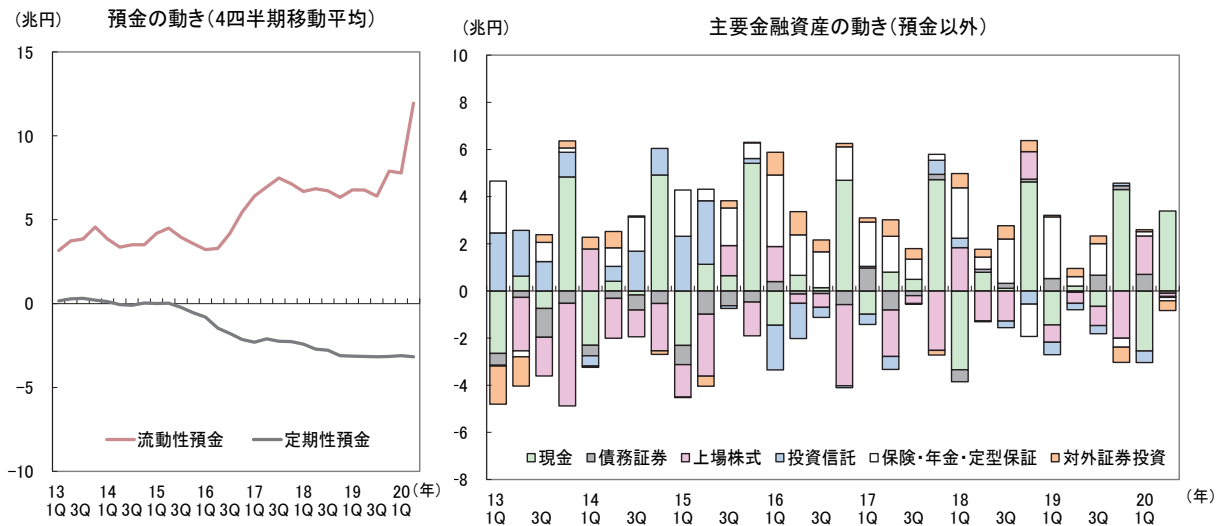 (兆円)
預金の動き(4四半期移動平均)
15
10
5
0
-5
-10
流動性預金
定期性預金
13 14 15 16 17 18 19 20 (年)
1Q 1Q 1Q 1Q 1Q 1Q 1Q 1Q
3Q 3Q 3Q 3Q 3Q 3Q 3Q
(兆円)
主要金融資産の動き(預金以外)
10
8
6
4
2
0
-2
-4
-6
-8
現金 債務証券 上場株式 投資信託 保険・年金・定型保証 対外証券投資
13 14 15 16 17 18 19 20 (年)
1Q 1Q 1Q 1Q 1Q 1Q 1Q 1Q
3Q 3Q 3Q 3Q 3Q 3Q 3Q